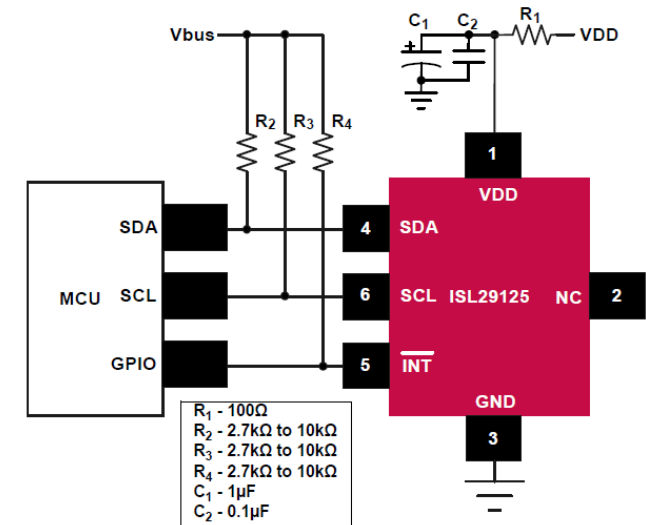 C1 C2 R1
Vbus VDD
+
R2 R3 R4
1
VDD
SDA 4 SDA
MCU SCL 6 SCL ISL29125 NC 2
GPIO 5 INT
GND
3
R1 - 100Ω
R2 - 2.7kΩ to 10kΩ
R3 - 2.7kΩ to 10kΩ
R4 - 2.7kΩ to 10kΩ
C1 - 1µF
C2 - 0.1µF